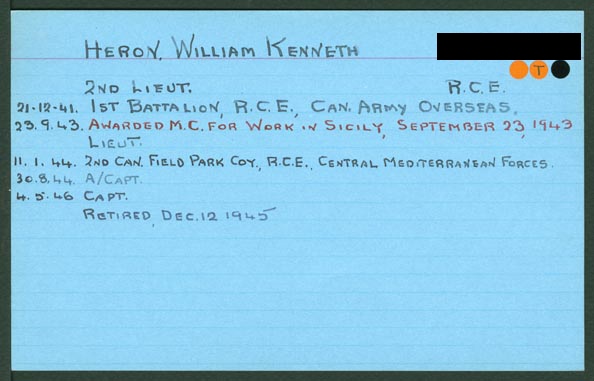 HERON, WILLIAM KENNETH
T
2ND LIEUT. R.C.E.
21-12-41. 1ST BATTALION, R.C.E., CAN. ARMY OVERSEAS.
23.9.43. AWARDED M.C. FOR WORK IN SICILY, SEPTEMBER 23, 1943
LIEUT.
11.1.44. 2ND CAN. FIELD PARK COY., R.C.E., CENTRAL MEDITERRANEAN FORCES.
30.8.44. A/CAPT.
4.5.46 CAPT.
RETIRED, DEC. 12 1945